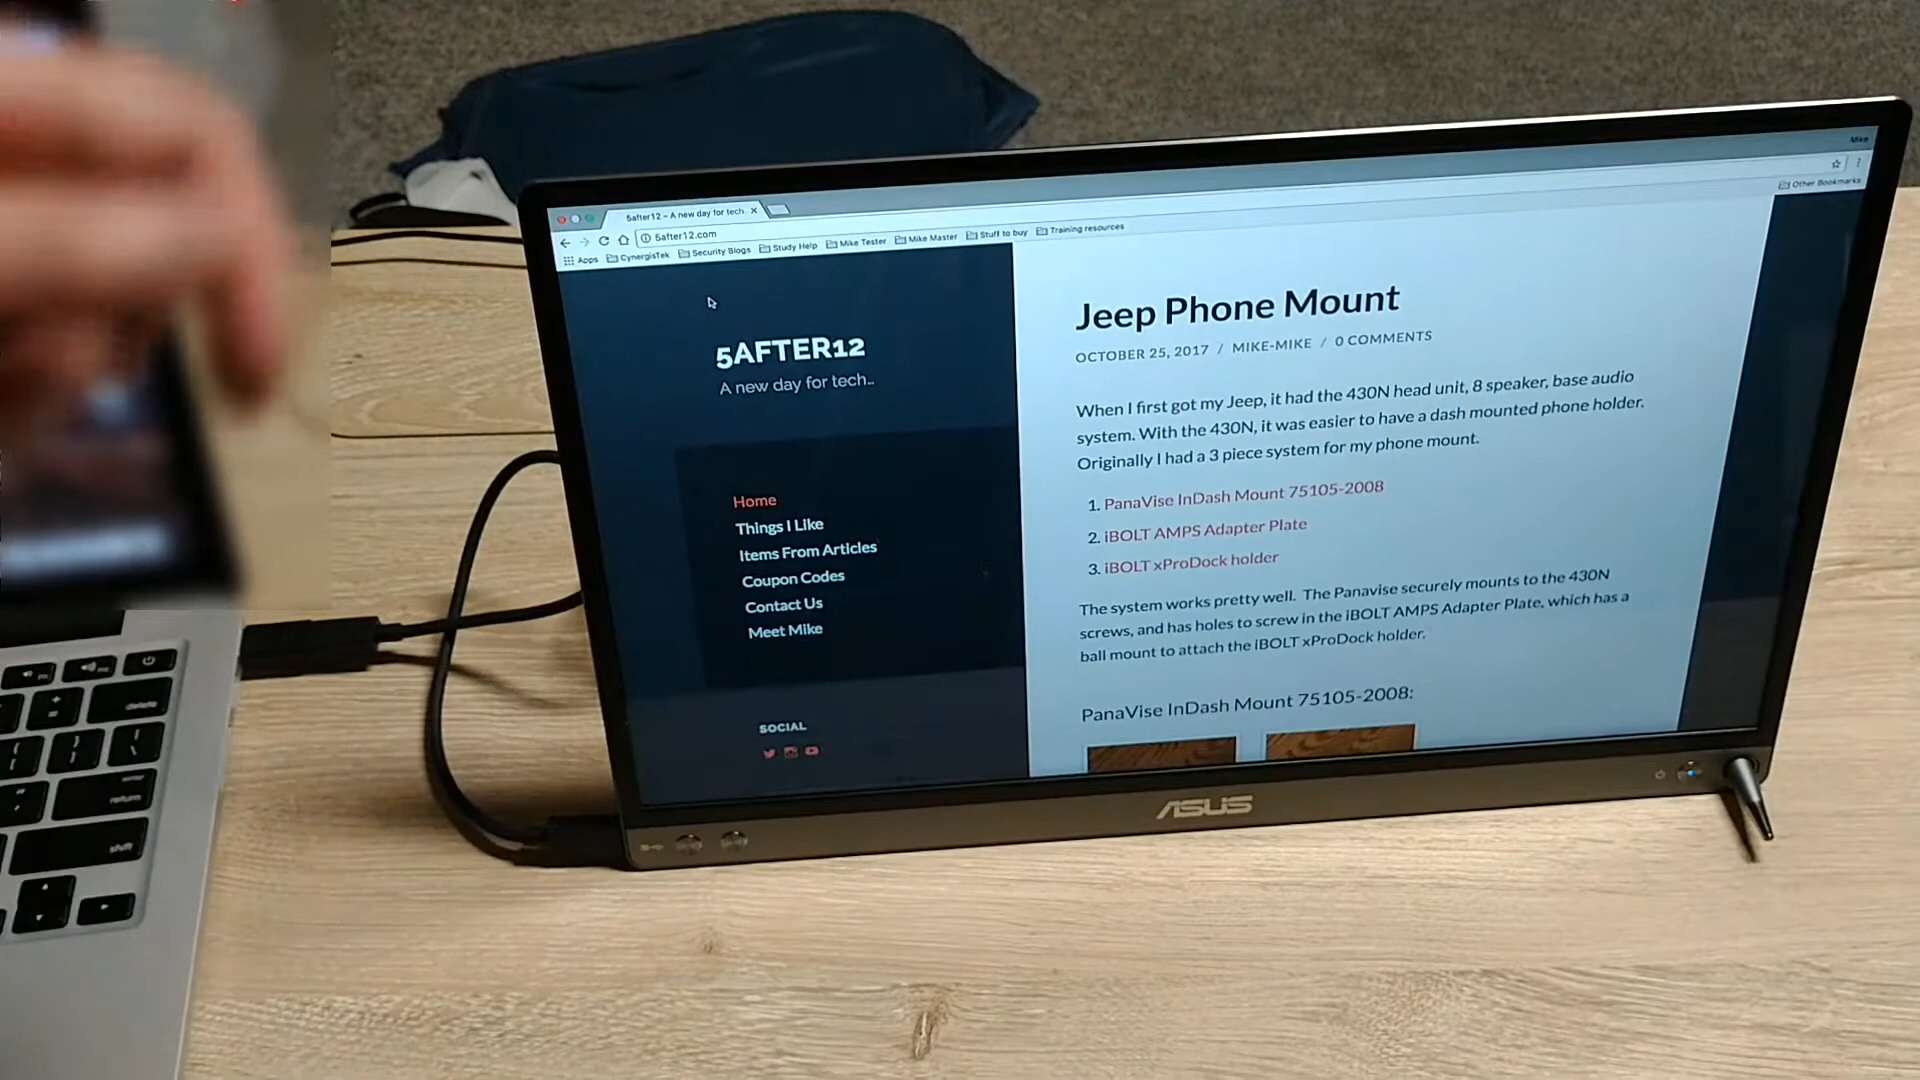 Mike
5after12 – A new day for tech
5after12.com
Other Bookmarks
Apps CynergisTek Security Blogs Study Help Mike Tester Mike Master Stuff to buy Training resources
5AFTER12
A new day for tech...
Home
Things I Like
Items From Articles
Coupon Codes
Contact Us
Meet Mike
SOCIAL
Jeep Phone Mount
OCTOBER 25, 2017 / MIKE-MIKE / 0 COMMENTS
When I first got my Jeep, it had the 430N head unit, 8 speaker, base audio
system. With the 430N, it was easier to have a dash mounted phone holder.
Originally I had a 3 piece system for my phone mount.
1. PanaVise InDash Mount 75105-2008
2. iBOLT AMPS Adapter Plate
3. iBOLT xProDock holder
The system works pretty well. The Panavise securely mounts to the 430N
screws, and has holes to screw in the iBOLT AMPS Adapter Plate, which has a
ball mount to attach the iBOLT xProDock holder.
PanaVise InDash Mount 75105-2008:
ASUS
delete
return
shift